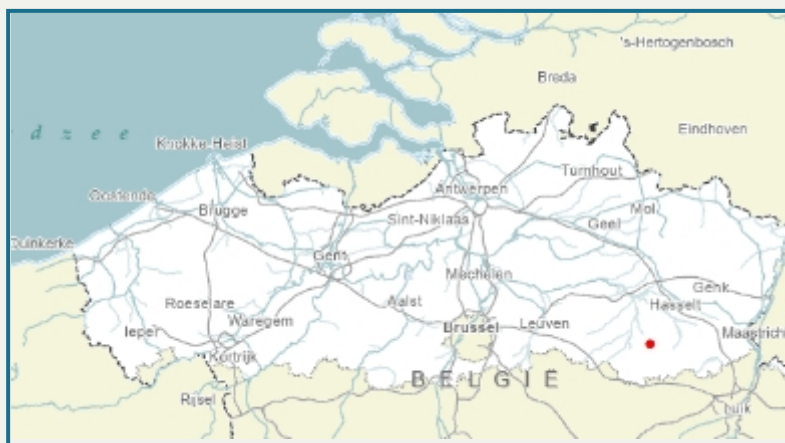 's-Hertogenbosch
Breda
d z e e
Eindhoven
Knokke-Heist
Turnhout
Antwerpen
Oostende
Mol
Brugge
Sint-Niklaas
Geel
Duinkerke
Gent
Mechelen
Genk
Roeselare
Aalst
Hasselt
Waregem
Ieper
Brussel
Leuven
Maastrich
Kortrijk
BELGIË
Rijsel
Luik